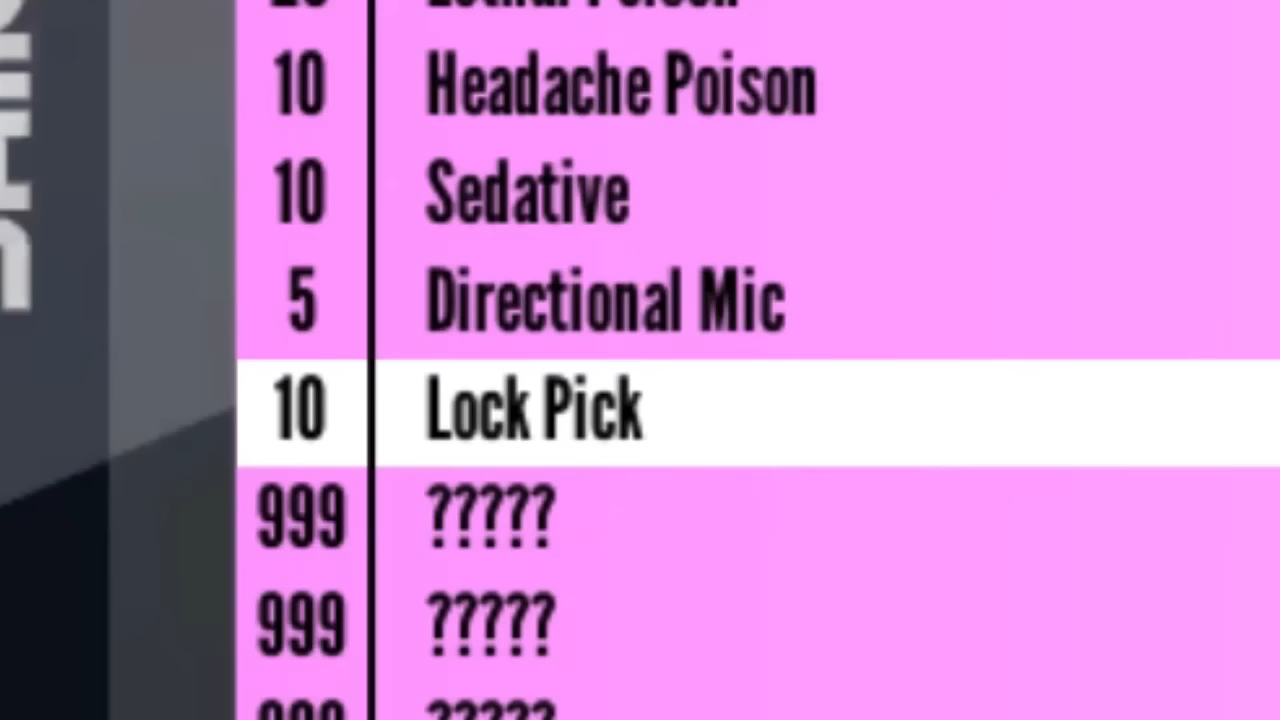 10 Headache Poison
10 Sedative
5 Directional Mic
10 Lock Pick
999 ?????
999 ?????